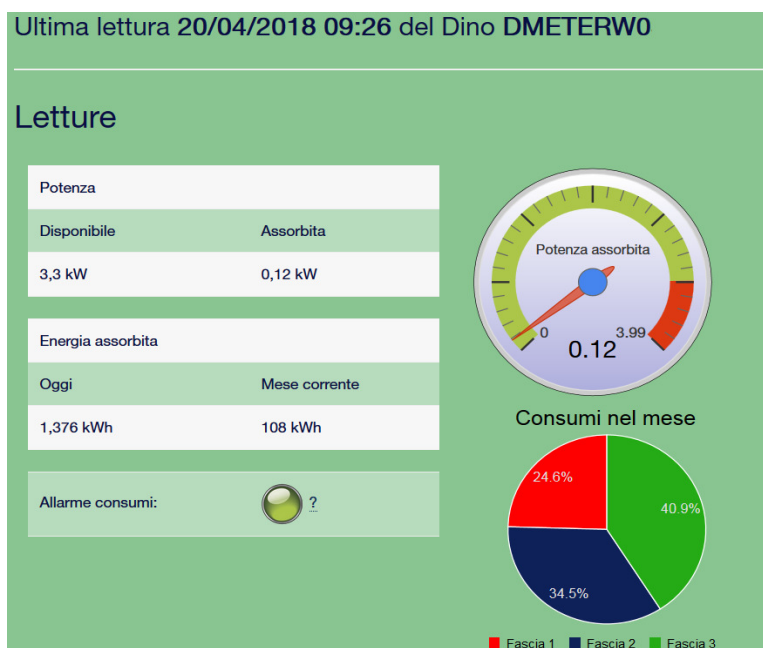 Ultima lettura 20/04/2018 09:26 del Dino DMETERW0
Letture
Potenza
Disponibile Assorbita
3,3 kW 0,12 kW
Energia assorbita
Oggi Mese corrente
1,376 kWh 108 kWh
Allarme consumi: ?
Potenza assorbita
0 3.99
0.12
Consumi nel mese
24.6%
40.9%
34.5%
Fascia 1 Fascia 2 Fascia 3